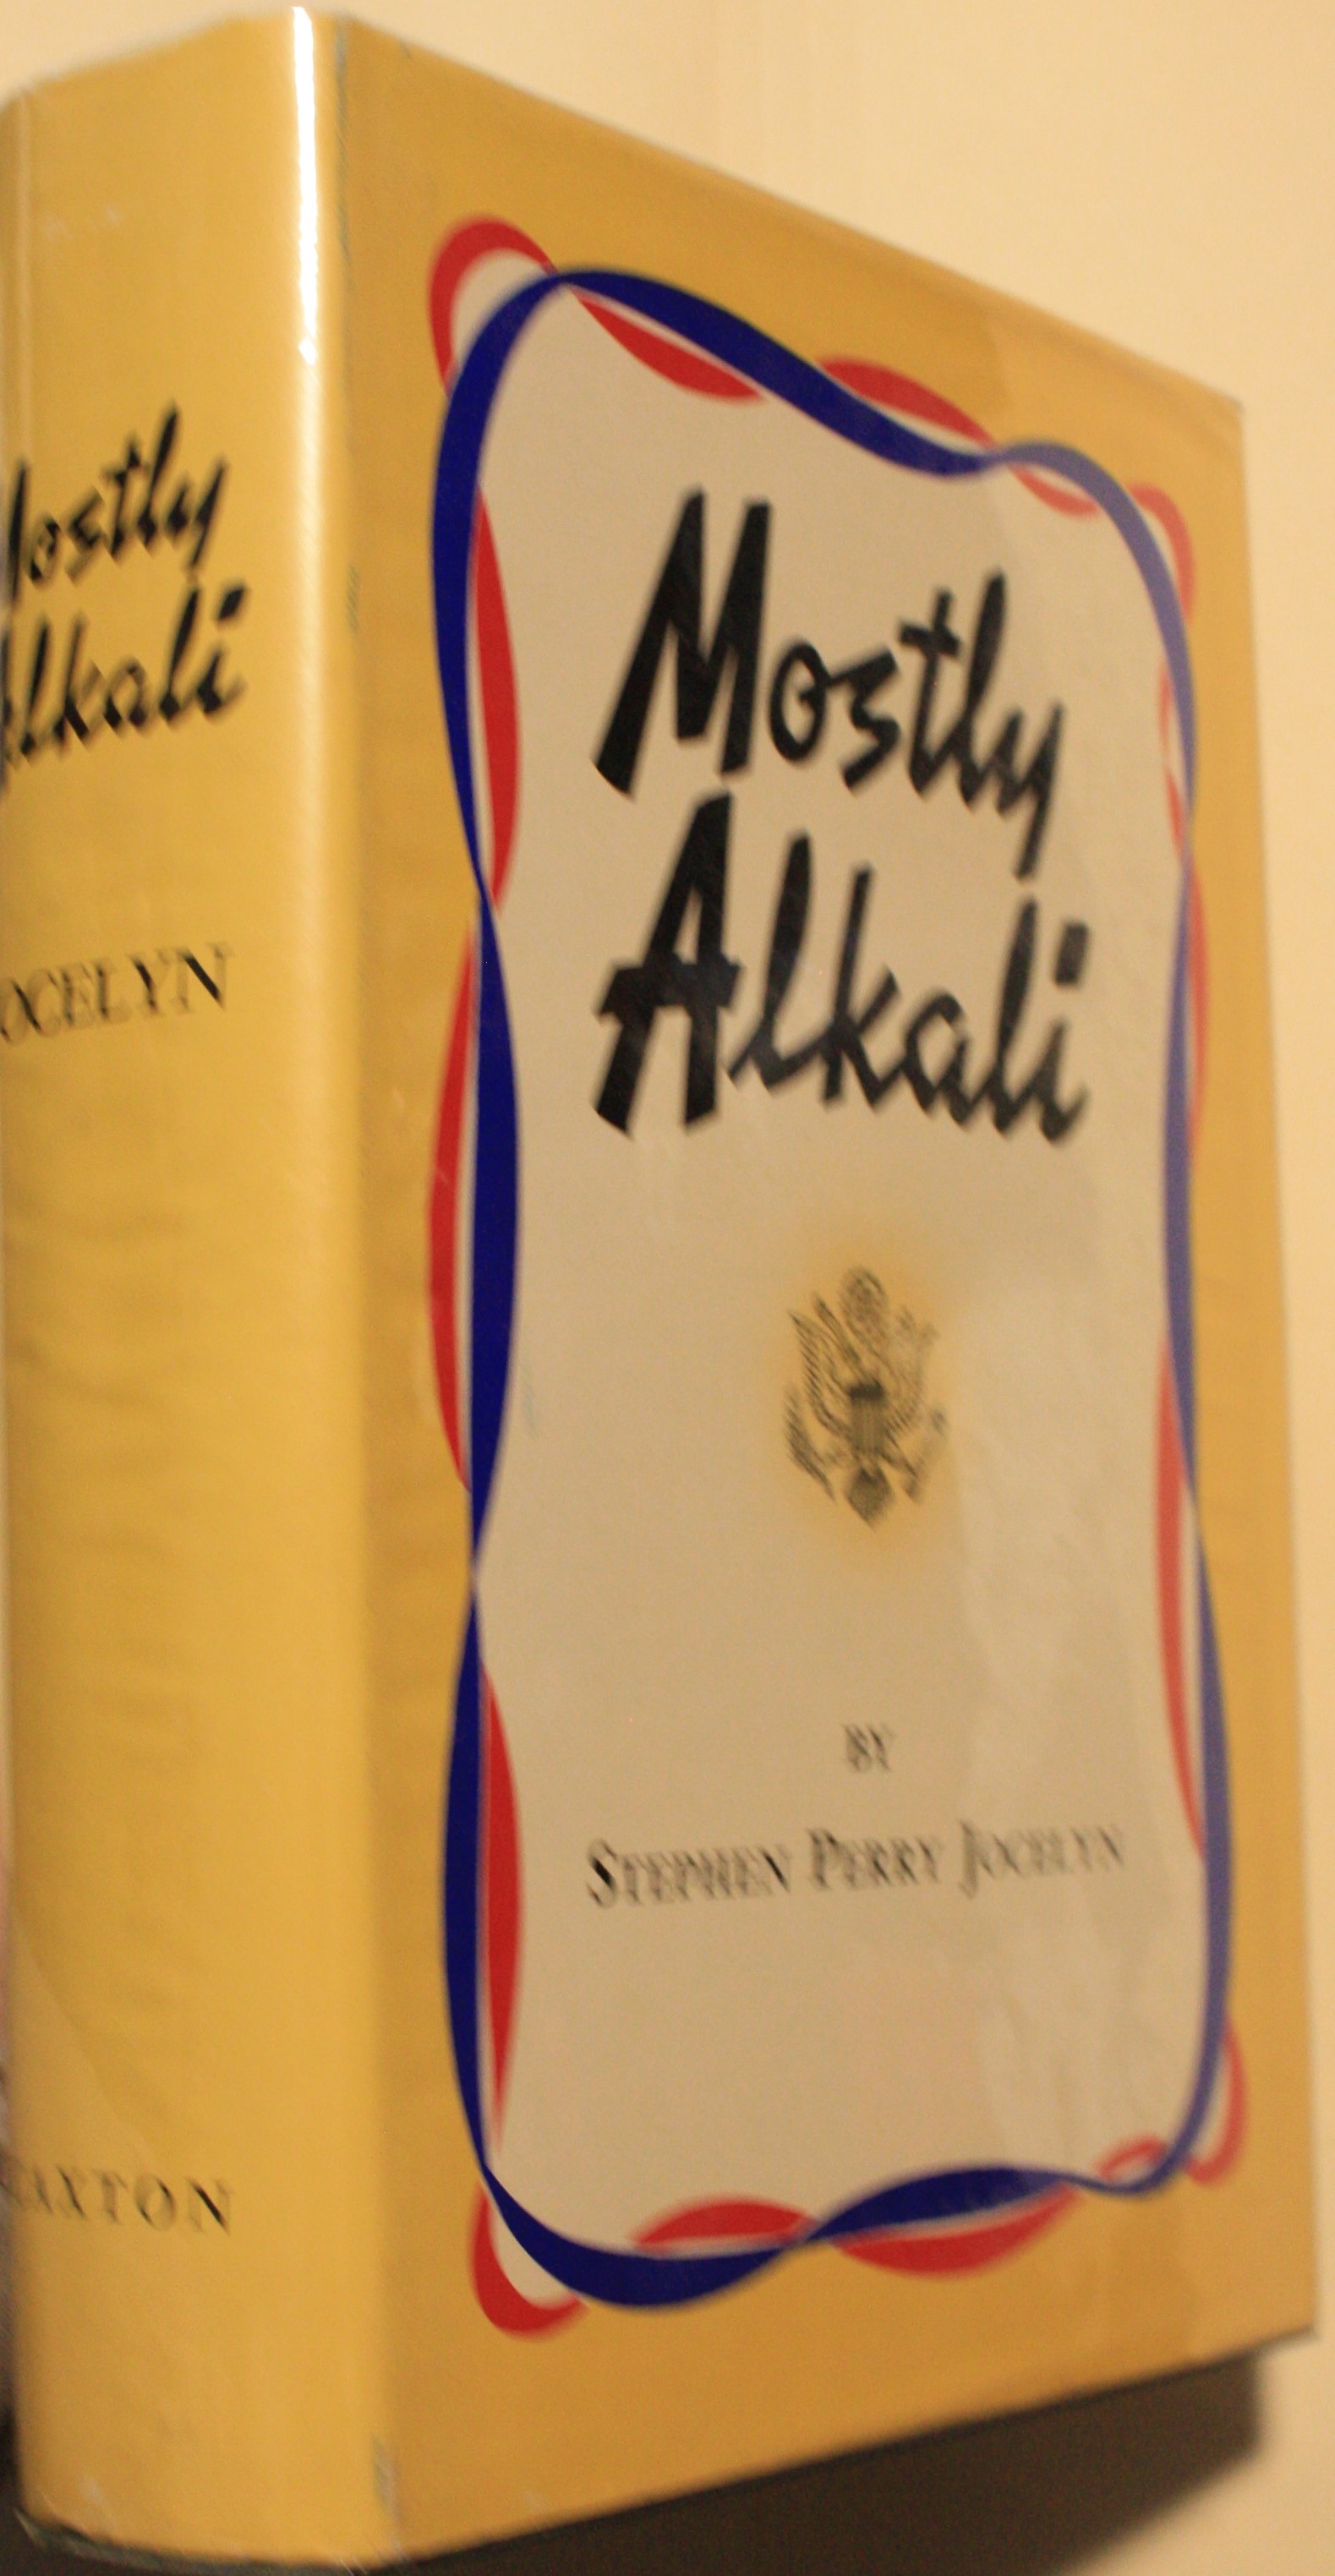 Mostly
Alkali
JOCELYN
CAXTON
Mostly
Alkali
BY
STEPHEN PERRY JOCELYN